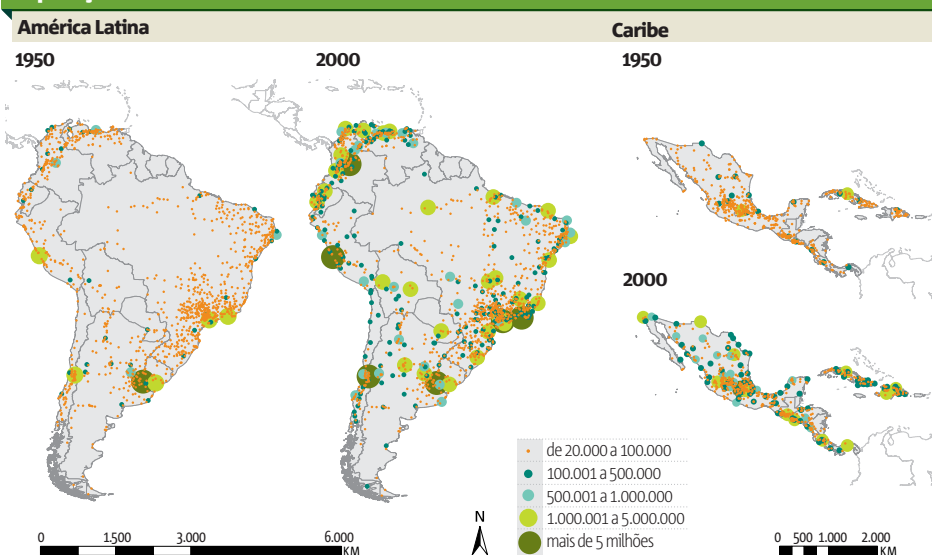 América Latina
Caribe
1950
2000
1950
2000
de 20.000 a 100.000
100.001 a 500.000
500.001 a 1.000.000
1.000.001 a 5.000.000
mais de 5 milhões
N
0 1.500 3.000 6.000 KM
0 500 1.000 2.000 KM